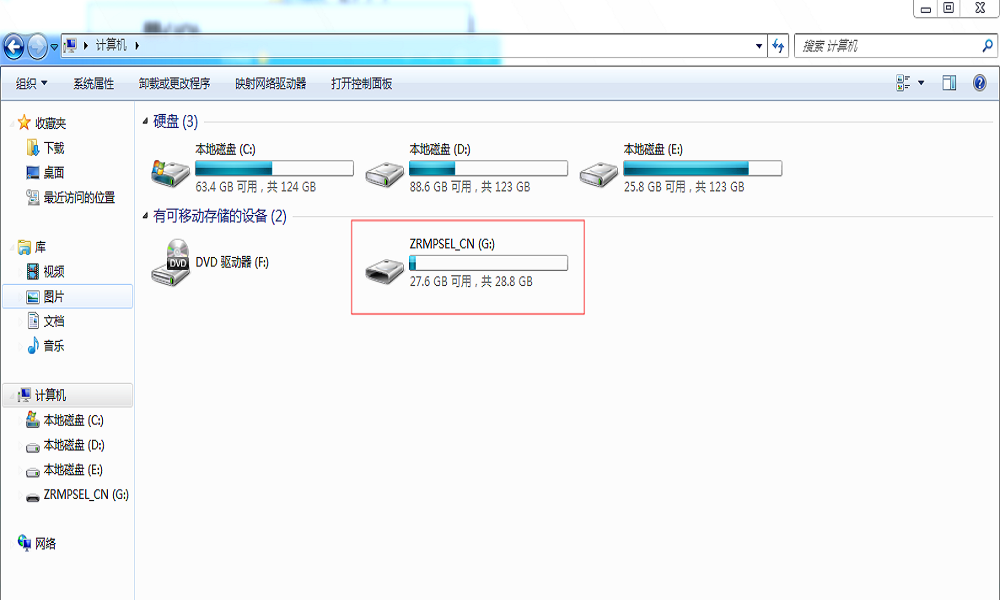 计算机
搜索 计算机
组织
系统属性
卸载或更改程序
映射网络驱动器
打开控制面板
收藏夹
下载
桌面
最近访问的位置
库
视频
图片
文档
音乐
计算机
本地磁盘 (C:)
本地磁盘 (D:)
本地磁盘 (E:)
ZRMPSEL_CN (G:)
网络
硬盘 (3)
本地磁盘 (C:)
63.4 GB 可用，共 124 GB
本地磁盘 (D:)
88.6 GB 可用，共 123 GB
本地磁盘 (E:)
25.8 GB 可用，共 123 GB
有可移动存储的设备 (2)
DVD
DVD 驱动器 (F:)
ZRMPSEL_CN (G:)
27.6 GB 可用，共 28.8 GB